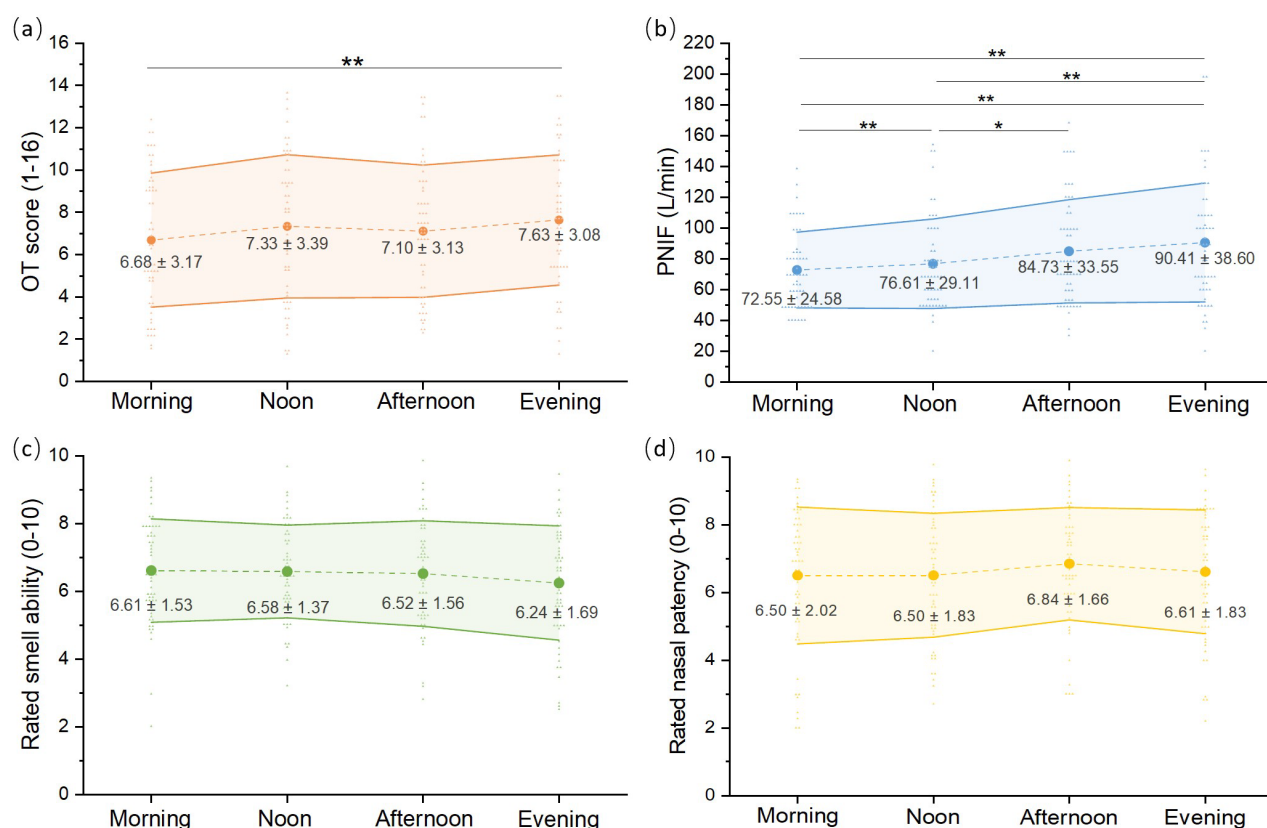 (a)
OT score (1-16)
16
14
12
10
8
6
4
2
0
**
6.68 ± 3.17
7.33 ± 3.39
7.10 ± 3.13
7.63 ± 3.08
Morning Noon Afternoon Evening
(b)
PNIF (L/min)
220
200
180
160
140
120
100
80
60
40
20
0
**
**
**
** *
72.55 ± 24.58
76.61 ± 29.11
84.73 ± 33.55
90.41 ± 38.60
Morning Noon Afternoon Evening
(c)
Rated smell ability (0-10)
10
8
6
4
2
0
6.61 ± 1.53
6.58 ± 1.37
6.52 ± 1.56
6.24 ± 1.69
Morning Noon Afternoon Evening
(d)
Rated nasal patency (0-10)
10
8
6
4
2
0
6.50 ± 2.02
6.50 ± 1.83
6.84 ± 1.66
6.61 ± 1.83
Morning Noon Afternoon Evening